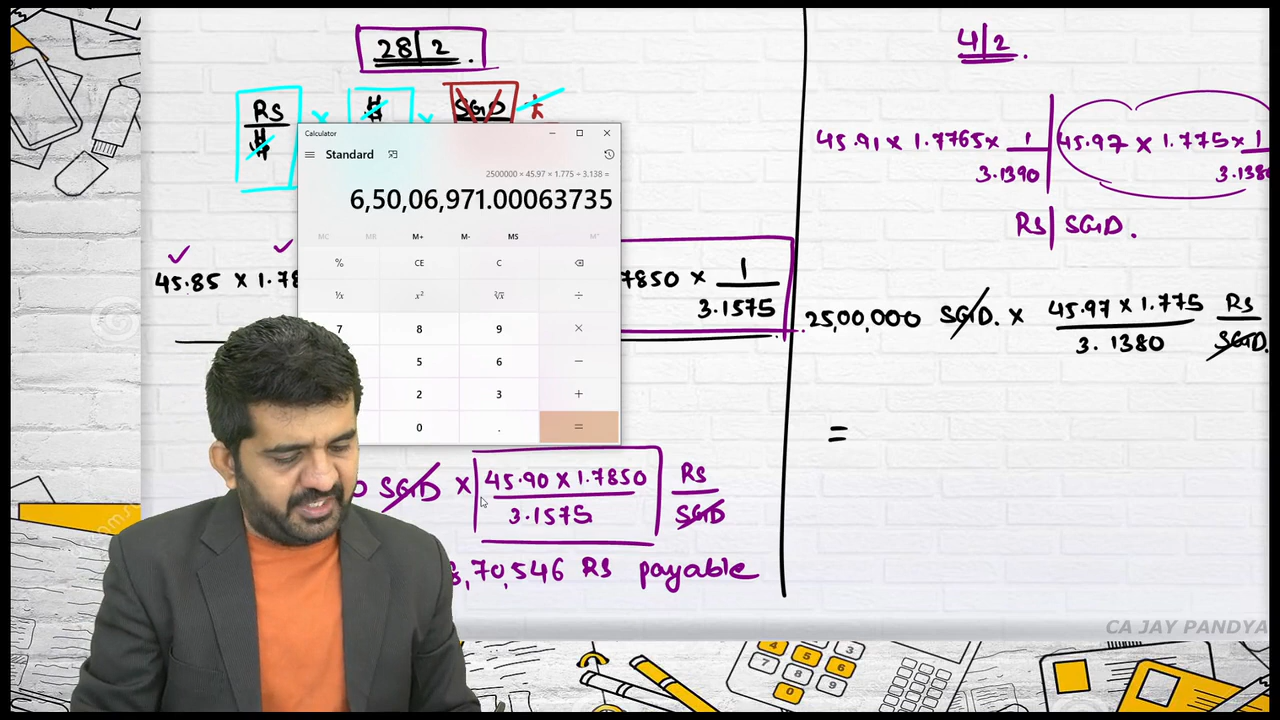 28|2.
4|2.
RS
SGD
45.91 x 1.7765 x 1 | 45.97 x 1.775 x 1
3.1390 | 3.1380
RS | SGD.
Calculator
Standard
2500000 × 45.97 × 1.775 ÷ 3.138 =
6,50,06,971.00063735
MC MR M+ M- MS
% CE C
¹/x x² ²√x ÷
7 8 9 ×
5 6 −
2 3 +
0 . =
45.85 x 1.78
7850 x 1
3.1575
25,00,000 SGD. x 45.97 x 1.775 RS
3.1380 SGD.
=
0 SGD x 45.90 x 1.7850 RS
3.1575 SGD
,70,546 RS payable
CA JAY PANDYA